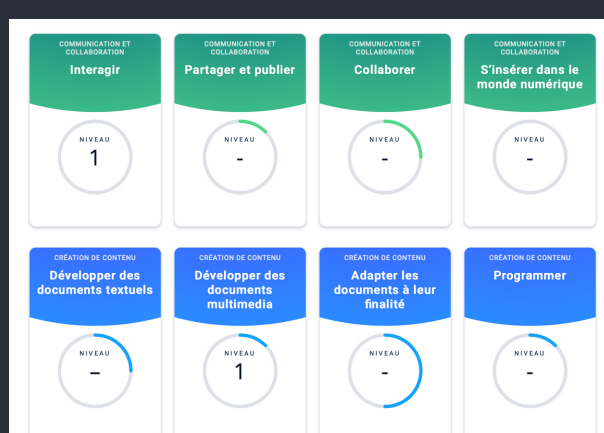 COMMUNICATION ET
COLLABORATION
Interagir
NIVEAU
1
COMMUNICATION ET
COLLABORATION
Partager et publier
NIVEAU
-
COMMUNICATION ET
COLLABORATION
Collaborer
NIVEAU
-
COMMUNICATION ET
COLLABORATION
S’insérer dans le
monde numérique
NIVEAU
-
CRÉATION DE CONTENU
Développer des
documents textuels
NIVEAU
–
CRÉATION DE CONTENU
Développer des
documents
multimedia
NIVEAU
1
CRÉATION DE CONTENU
Adapter les
documents à leur
finalité
NIVEAU
-
CRÉATION DE CONTENU
Programmer
NIVEAU
-